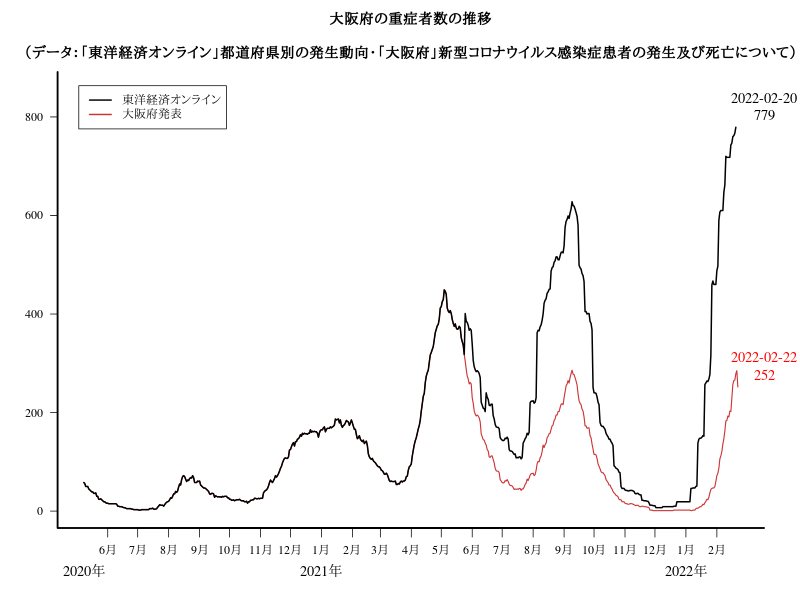 大阪府の重症者数の推移
（データ：「東洋経済オンライン」都道府県別の発生動向・「大阪府」新型コロナウイルス感染症患者の発生及び死亡について）
東洋経済オンライン
大阪府発表
2022-02-20
779
2022-02-22
252
800
600
400
200
0
6月 7月 8月 9月 10月 11月 12月 1月 2月 3月 4月 5月 6月 7月 8月 9月 10月 11月 12月 1月 2月
2020年 2021年 2022年